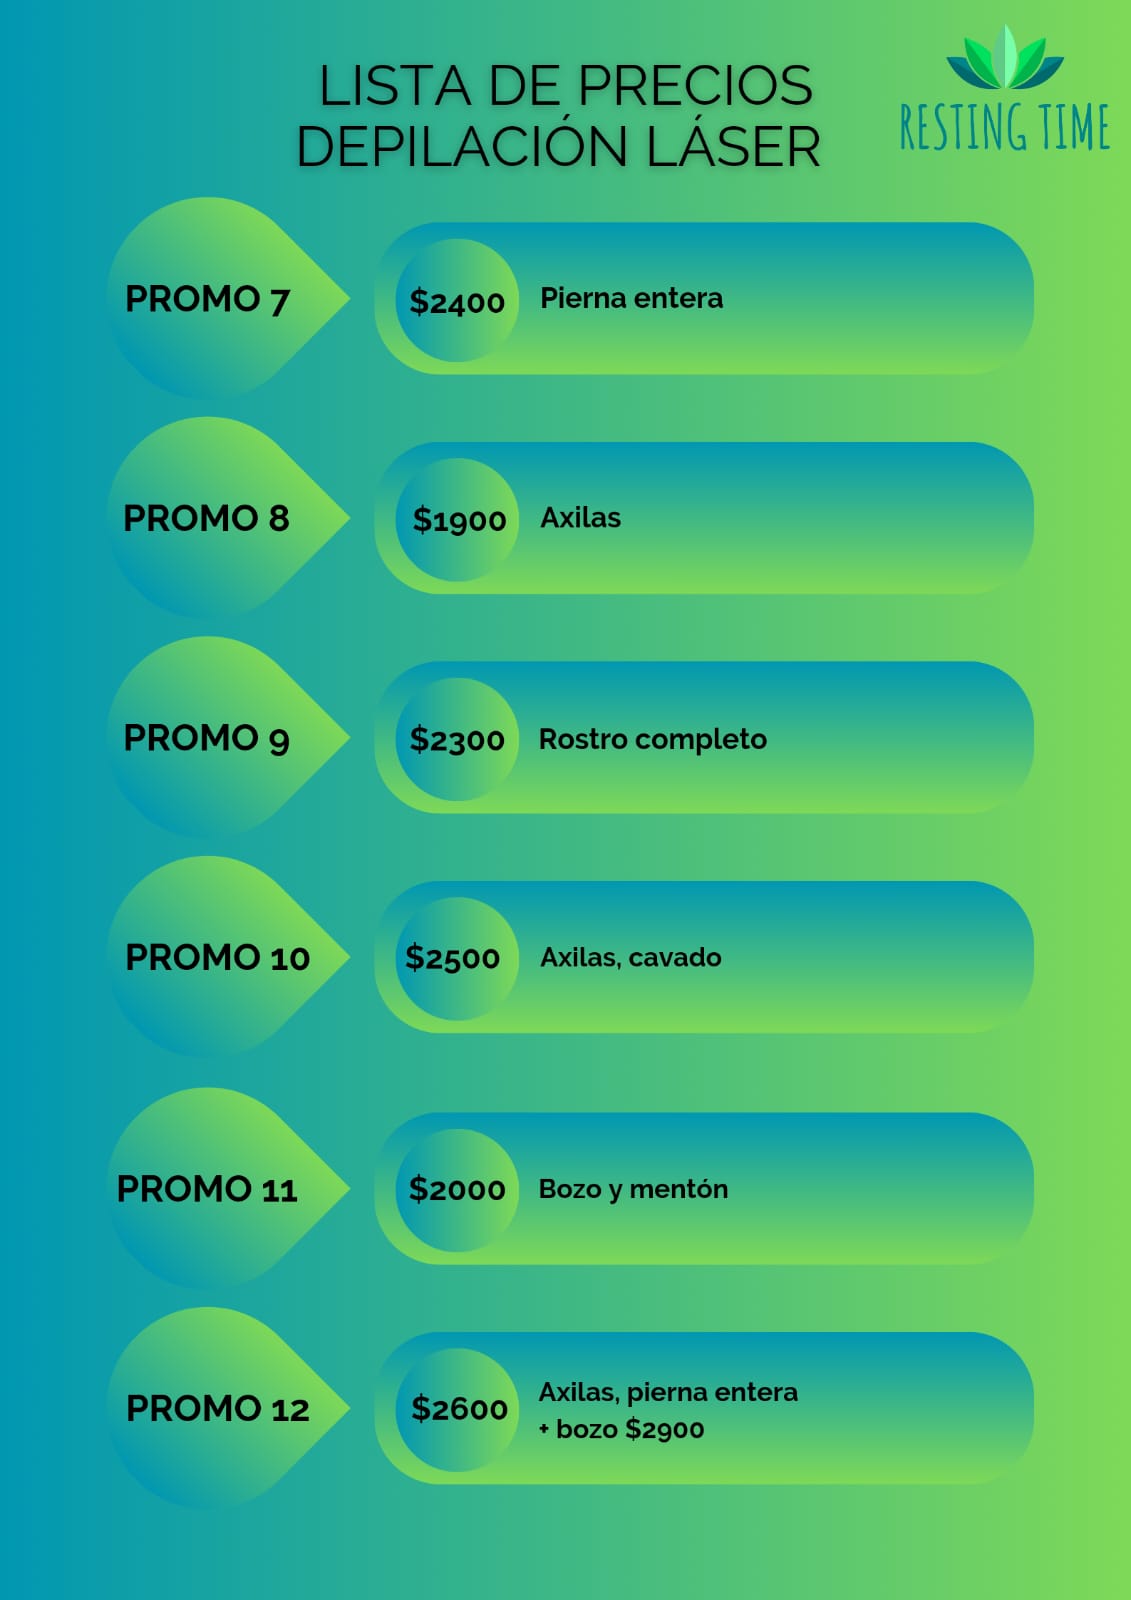 LISTA DE PRECIOS
DEPILACIÓN LÁSER
RESTING TIME
PROMO 7
$2400
Pierna entera
PROMO 8
$1900
Axilas
PROMO 9
$2300
Rostro completo
PROMO 10
$2500
Axilas, cavado
PROMO 11
$2000
Bozo y mentón
PROMO 12
$2600
Axilas, pierna entera
+ bozo $2900